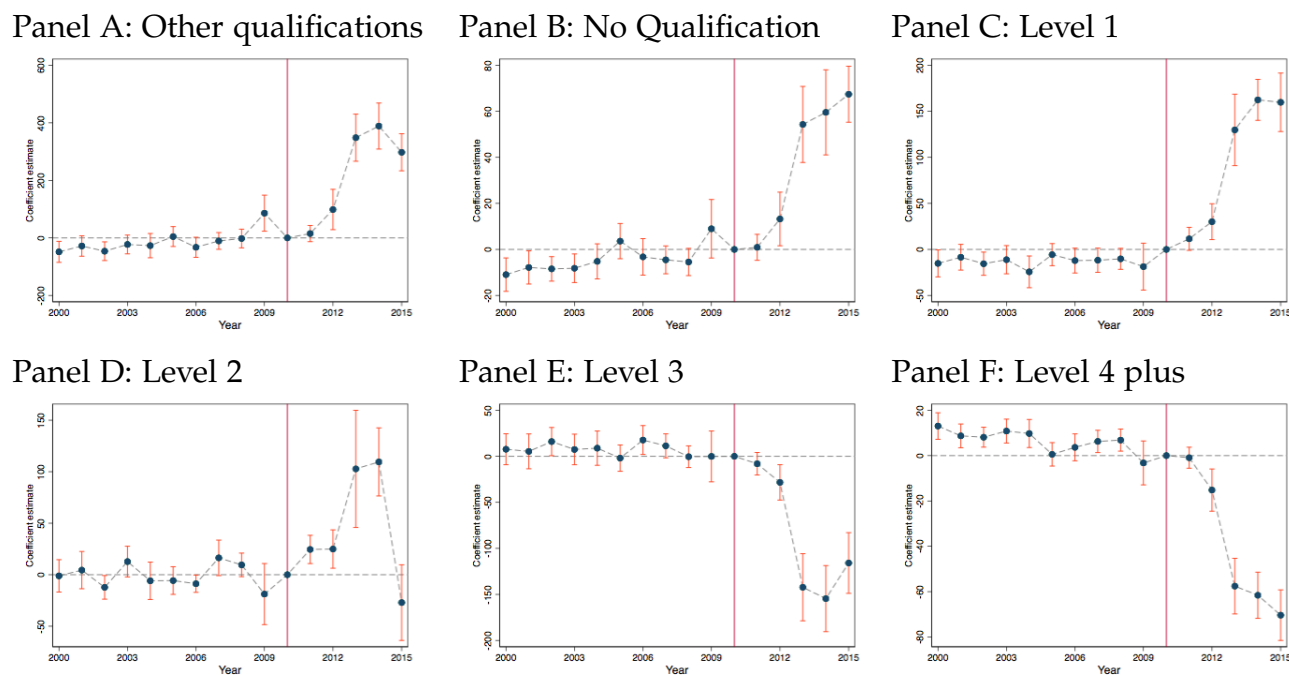 Panel A: Other qualifications
Coefficient estimate
600
400
200
0
-200
2000 2003 2006 2009 2012 2015
Year
Panel B: No Qualification
Coefficient estimate
80
60
40
20
0
-20
2000 2003 2006 2009 2012 2015
Year
Panel C: Level 1
Coefficient estimate
200
150
100
50
0
-50
2000 2003 2006 2009 2012 2015
Year
Panel D: Level 2
Coefficient estimate
150
100
50
0
-50
2000 2003 2006 2009 2012 2015
Year
Panel E: Level 3
Coefficient estimate
50
0
-50
-100
-150
-200
2000 2003 2006 2009 2012 2015
Year
Panel F: Level 4 plus
Coefficient estimate
20
0
-20
-40
-60
-80
2000 2003 2006 2009 2012 2015
Year